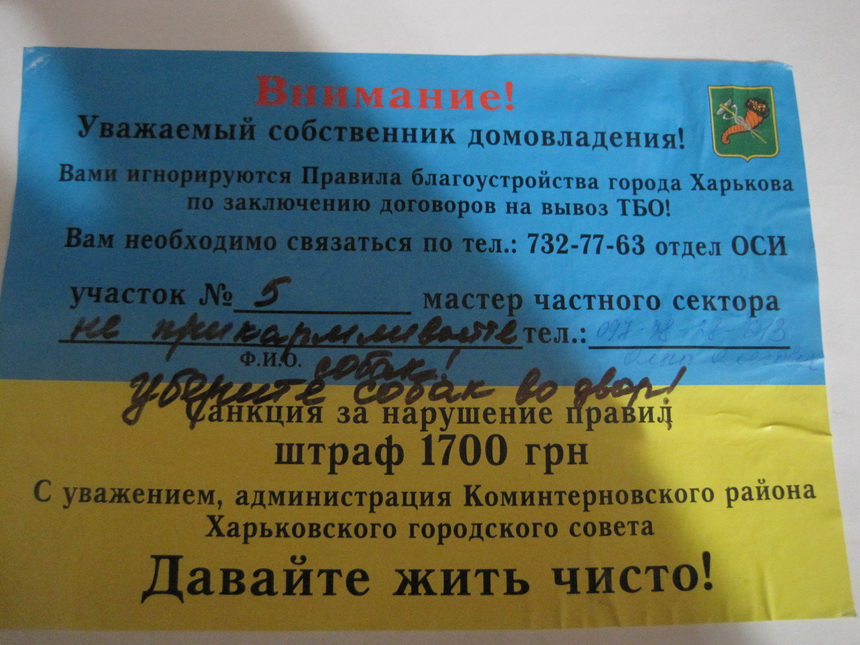 Внимание!
Уважаемый собственник домовладения!
Вами игнорируются Правила благоустройства города Харькова
по заключению договоров на вывоз ТБО!
Вам необходимо связаться по тел.: 732-77-63 отдел ОСИ
участок № 5 мастер частного сектора
не прикармливайте тел.:
Ф.И.О. собак!
уберите собак во двор!
Санкция за нарушение правил
штраф 1700 грн
С уважением, администрация Коминтерновского района
Харьковского городского совета
Давайте жить чисто!